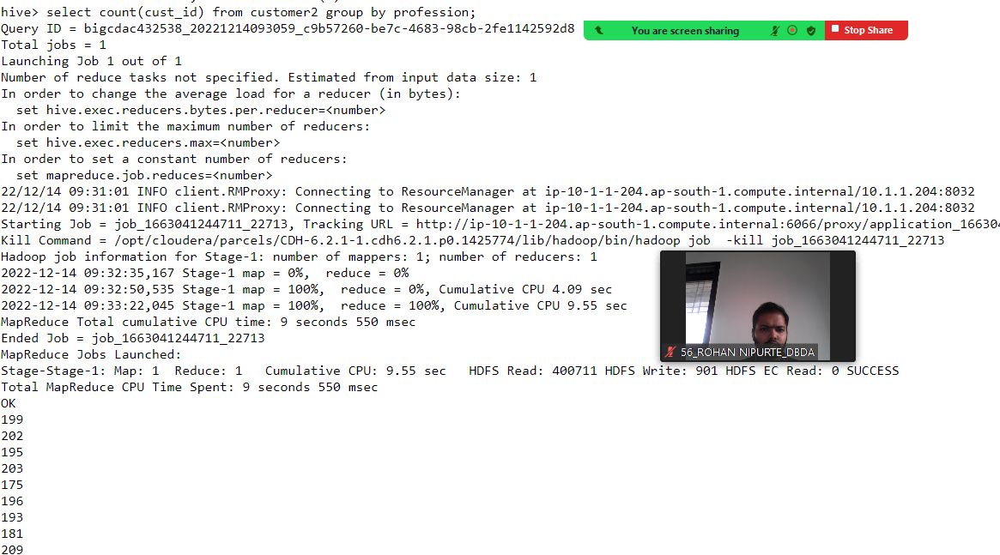 hive> select count(cust_id) from customer2 group by profession;
Query ID = bigcdac432538_20221214093059_c9b57260-be7c-4683-98cb-2fe1142592d8
You are screen sharing
Stop Share
Total jobs = 1
Launching Job 1 out of 1
Number of reduce tasks not specified. Estimated from input data size: 1
In order to change the average load for a reducer (in bytes):
  set hive.exec.reducers.bytes.per.reducer=<number>
In order to limit the maximum number of reducers:
  set hive.exec.reducers.max=<number>
In order to set a constant number of reducers:
  set mapreduce.job.reduces=<number>
22/12/14 09:31:01 INFO client.RMProxy: Connecting to ResourceManager at ip-10-1-1-204.ap-south-1.compute.internal/10.1.1.204:8032
22/12/14 09:31:01 INFO client.RMProxy: Connecting to ResourceManager at ip-10-1-1-204.ap-south-1.compute.internal/10.1.1.204:8032
Starting Job = job_1663041244711_22713, Tracking URL = http://ip-10-1-1-204.ap-south-1.compute.internal:6066/proxy/application_16630
Kill Command = /opt/cloudera/parcels/CDH-6.2.1-1.cdh6.2.1.p0.1425774/lib/hadoop/bin/hadoop job  -kill job_1663041244711_22713
Hadoop job information for Stage-1: number of mappers: 1; number of reducers: 1
2022-12-14 09:32:35,167 Stage-1 map = 0%,  reduce = 0%
2022-12-14 09:32:50,535 Stage-1 map = 100%,  reduce = 0%, Cumulative CPU 4.09 sec
2022-12-14 09:33:22,045 Stage-1 map = 100%,  reduce = 100%, Cumulative CPU 9.55 sec
MapReduce Total cumulative CPU time: 9 seconds 550 msec
Ended Job = job_1663041244711_22713
56_ROHAN NIPURTE_DBDA
MapReduce Jobs Launched:
Stage-Stage-1: Map: 1  Reduce: 1   Cumulative CPU: 9.55 sec   HDFS Read: 400711 HDFS Write: 901 HDFS EC Read: 0 SUCCESS
Total MapReduce CPU Time Spent: 9 seconds 550 msec
OK
199
202
195
203
175
196
193
181
209